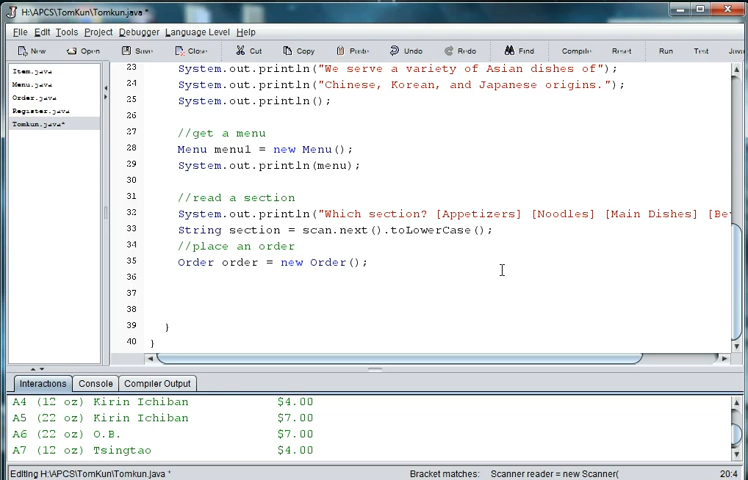 H:\APCS\TomKun\Tomkun.java *
File Edit Tools Project Debugger Language Level Help
New Open Save Close Cut Copy Paste Undo Redo Find Compile Reset Run Test
Item.java
Menu.java
Order.java
Register.java
Tomkun.java*
23 System.out.println("We serve a variety of Asian dishes of");
24 System.out.println("Chinese, Korean, and Japanese origins.");
25 System.out.println();
26
27 //get a menu
28 Menu menu1 = new Menu();
29 System.out.println(menu);
30
31 //read a section
32 System.out.println("Which section? [Appetizers] [Noodles] [Main Dishes] [Be
33 String section = scan.next().toLowerCase();
34 //place an order
35 Order order = new Order();
36
37
38
39 }
40 }
Interactions Console Compiler Output
A4 (12 oz) Kirin Ichiban $4.00
A5 (22 oz) Kirin Ichiban $7.00
A6 (22 oz) O.B. $7.00
A7 (12 oz) Tsingtao $4.00
Editing H:\APCS\TomKun\Tomkun.java * Bracket matches: Scanner reader = new Scanner( 20:4